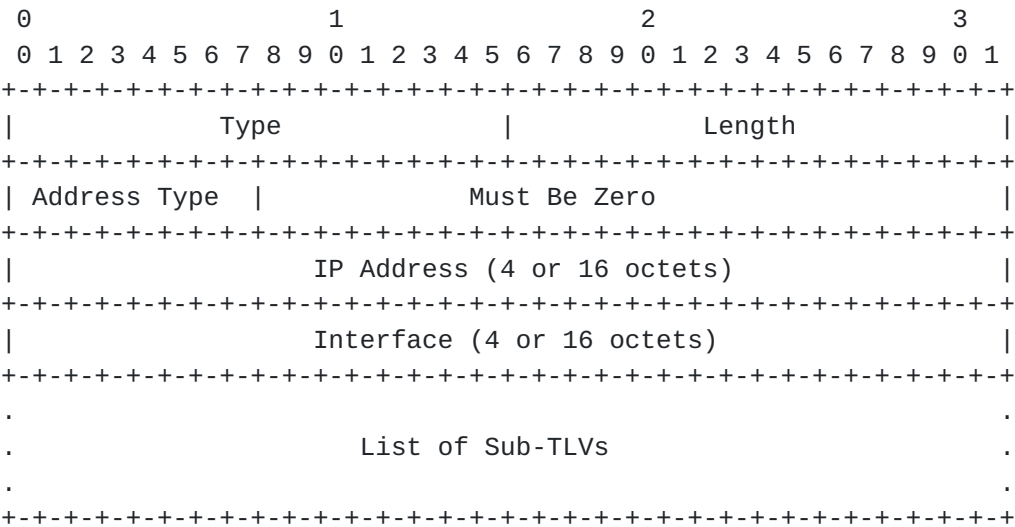 0                   1                   2                   3
 0 1 2 3 4 5 6 7 8 9 0 1 2 3 4 5 6 7 8 9 0 1 2 3 4 5 6 7 8 9 0 1
+-+-+-+-+-+-+-+-+-+-+-+-+-+-+-+-+-+-+-+-+-+-+-+-+-+-+-+-+-+-+-+-+
|             Type              |            Length             |
+-+-+-+-+-+-+-+-+-+-+-+-+-+-+-+-+-+-+-+-+-+-+-+-+-+-+-+-+-+-+-+-+
| Address Type  |             Must Be Zero                      |
+-+-+-+-+-+-+-+-+-+-+-+-+-+-+-+-+-+-+-+-+-+-+-+-+-+-+-+-+-+-+-+-+
|                   IP Address (4 or 16 octets)                 |
+-+-+-+-+-+-+-+-+-+-+-+-+-+-+-+-+-+-+-+-+-+-+-+-+-+-+-+-+-+-+-+-+
|                   Interface (4 or 16 octets)                  |
+-+-+-+-+-+-+-+-+-+-+-+-+-+-+-+-+-+-+-+-+-+-+-+-+-+-+-+-+-+-+-+-+
.                                                               .
.                      List of Sub-TLVs                         .
.                                                               .
+-+-+-+-+-+-+-+-+-+-+-+-+-+-+-+-+-+-+-+-+-+-+-+-+-+-+-+-+-+-+-+-+